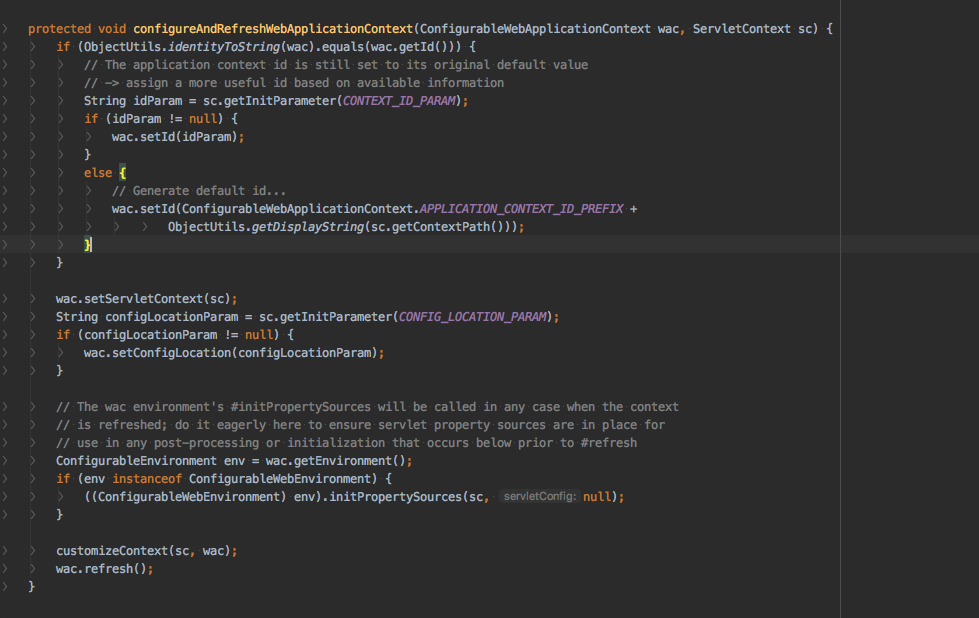 protected void configureAndRefreshWebApplicationContext(ConfigurableWebApplicationContext wac, ServletContext sc) {
if (ObjectUtils.identityToString(wac).equals(wac.getId())) {
// The application context id is still set to its original default value
// -> assign a more useful id based on available information
String idParam = sc.getInitParameter(CONTEXT_ID_PARAM);
if (idParam != null) {
wac.setId(idParam);
}
else {
// Generate default id...
wac.setId(ConfigurableWebApplicationContext.APPLICATION_CONTEXT_ID_PREFIX +
ObjectUtils.getDisplayString(sc.getContextPath()));
}
}
wac.setServletContext(sc);
String configLocationParam = sc.getInitParameter(CONFIG_LOCATION_PARAM);
if (configLocationParam != null) {
wac.setConfigLocation(configLocationParam);
}
// The wac environment's #initPropertySources will be called in any case when the context
// is refreshed; do it eagerly here to ensure servlet property sources are in place for
// use in any post-processing or initialization that occurs below prior to #refresh
ConfigurableEnvironment env = wac.getEnvironment();
if (env instanceof ConfigurableWebEnvironment) {
((ConfigurableWebEnvironment) env).initPropertySources(sc, servletConfig: null);
}
customizeContext(sc, wac);
wac.refresh();
}